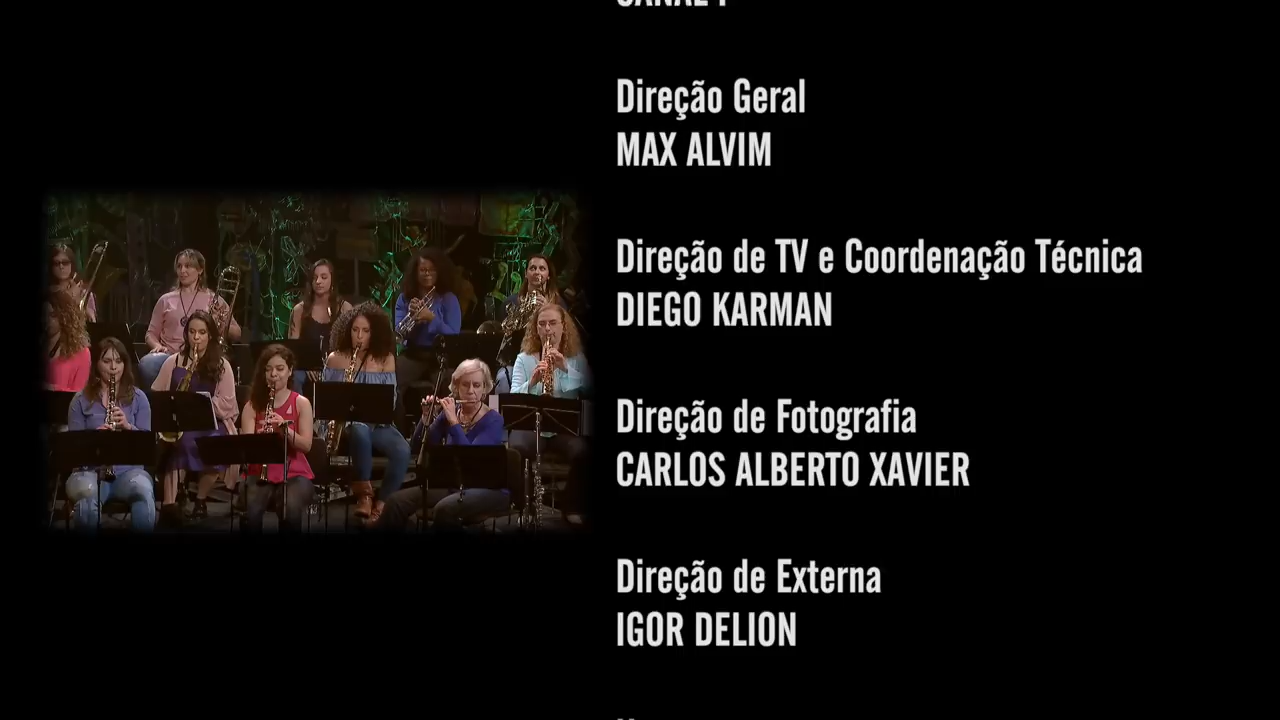 Direção Geral
MAX ALVIM
Direção de TV e Coordenação Técnica
DIEGO KARMAN
Direção de Fotografia
CARLOS ALBERTO XAVIER
Direção de Externa
IGOR DELION